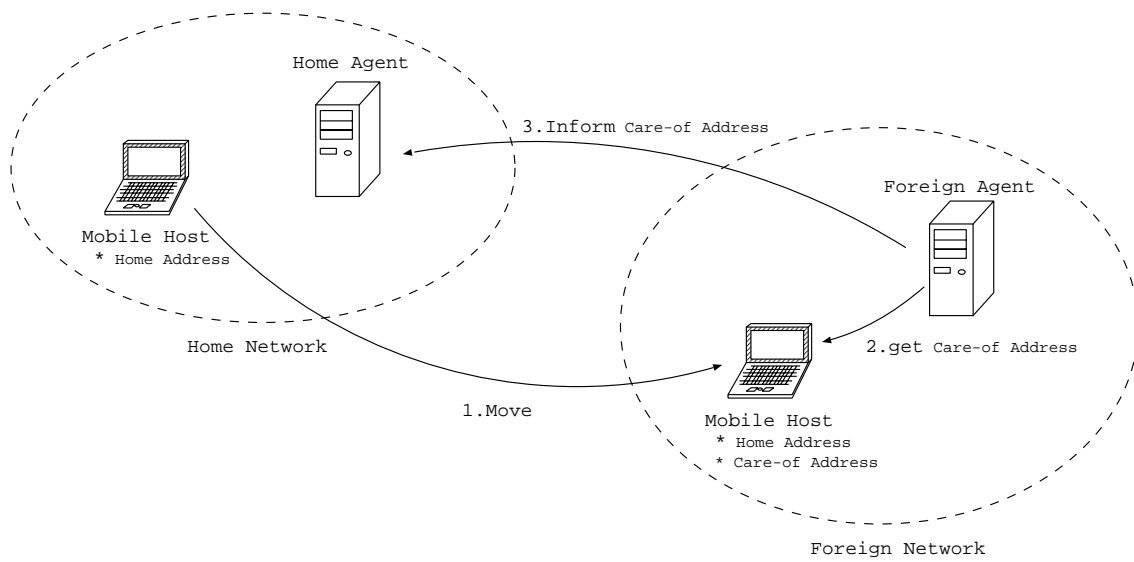 Home Agent
3.Inform Care-of Address
Foreign Agent
Mobile Host
* Home Address
Home Network
2.get Care-of Address
1.Move
Mobile Host
* Home Address
* Care-of Address
Foreign Network